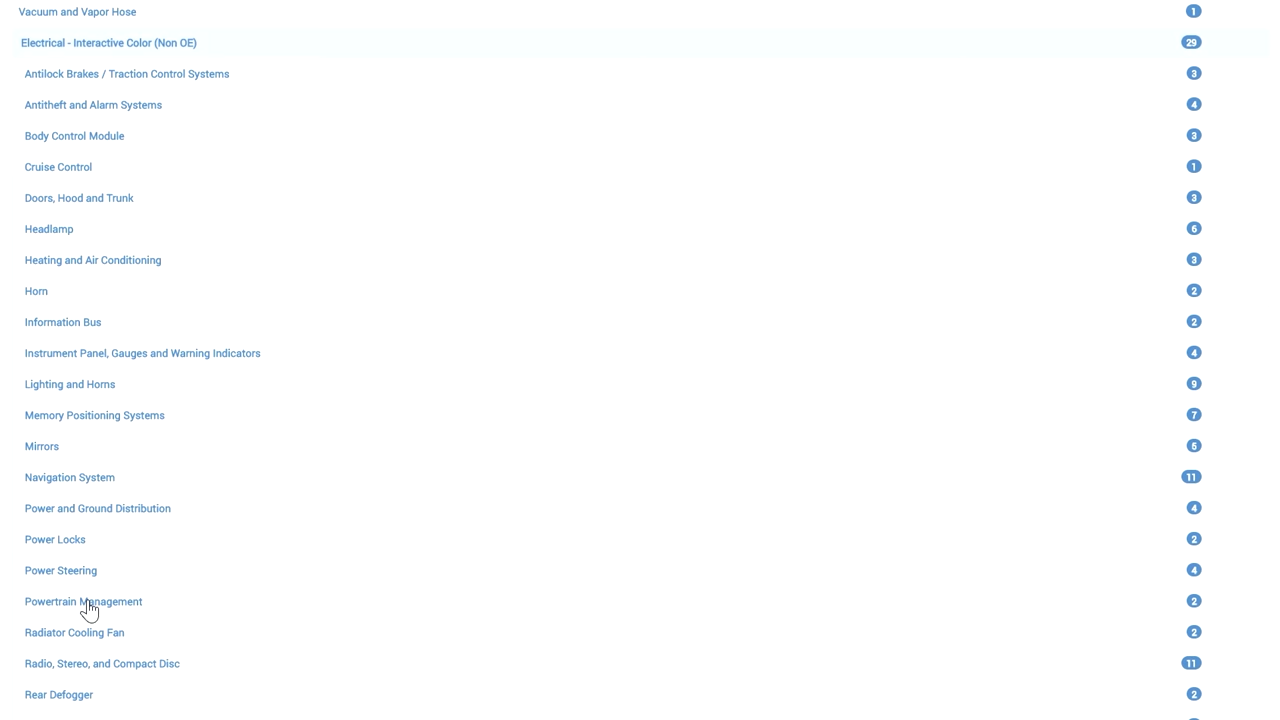 Vacuum and Vapor Hose 1
Electrical - Interactive Color (Non OE) 29
Antilock Brakes / Traction Control Systems 3
Antitheft and Alarm Systems 4
Body Control Module 3
Cruise Control 1
Doors, Hood and Trunk 3
Headlamp 6
Heating and Air Conditioning 3
Horn 2
Information Bus 2
Instrument Panel, Gauges and Warning Indicators 4
Lighting and Horns 9
Memory Positioning Systems 7
Mirrors 5
Navigation System 11
Power and Ground Distribution 4
Power Locks 2
Power Steering 4
Powertrain Management 2
Radiator Cooling Fan 2
Radio, Stereo, and Compact Disc 11
Rear Defogger 2